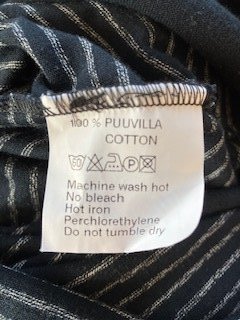 100 % PUUVILLA
COTTON
P
Machine wash hot
No bleach
Hot iron
Perchlorethylene
Do not tumble dry